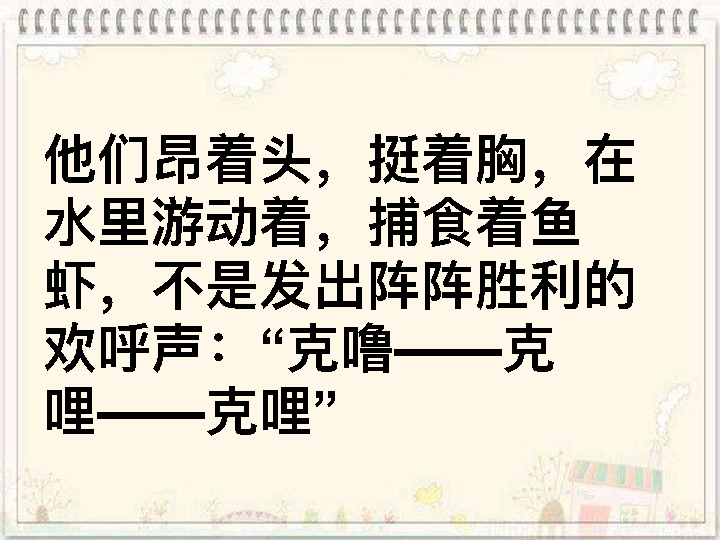 他们昂着头，挺着胸，在
水里游动着，捕食着鱼
虾，不是发出阵阵胜利的
欢呼声：“克噜——克
哩——克哩”